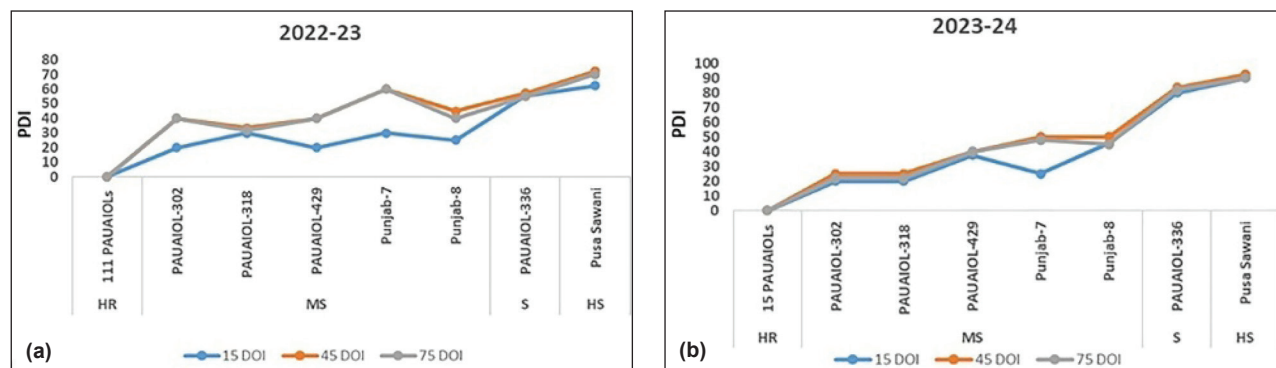 2022-23
PDI
80
70
60
50
40
30
20
10
0
111 PAUAIOLs
PAUAIOL-302
PAUAIOL-318
PAUAIOL-429
Punjab-7
Punjab-8
PAUAIOL-336
Pusa Sawani
HR MS S HS
(a)
15 DOI 45 DOI 75 DOI
2023-24
PDI
100
90
80
70
60
50
40
30
20
10
0
15 PAUAIOLs
PAUAIOL-302
PAUAIOL-318
PAUAIOL-429
Punjab-7
Punjab-8
PAUAIOL-336
Pusa Sawani
HR MS S HS
(b)
15 DOI 45 DOI 75 DOI